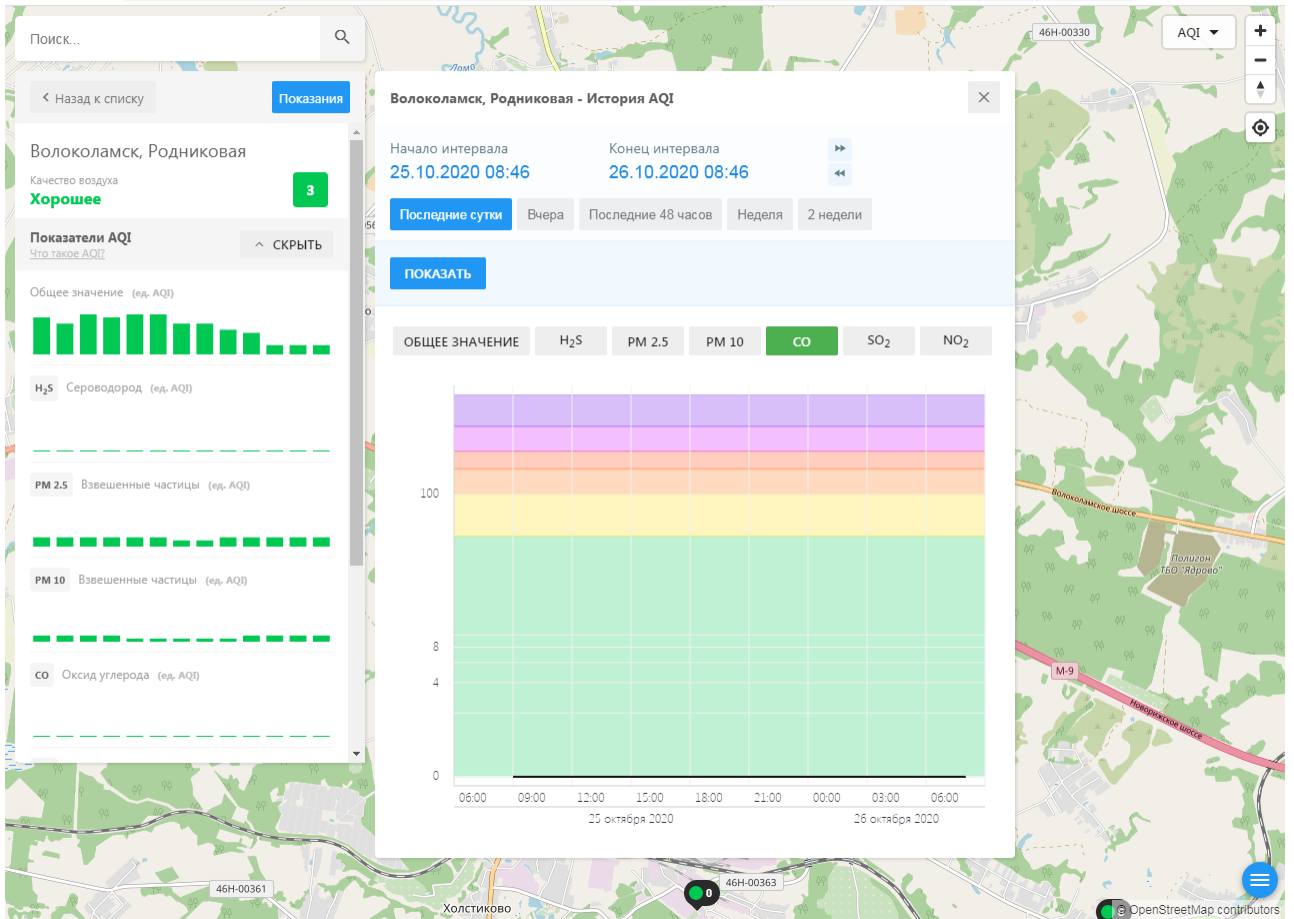 Поиск...
46Н-00330
AQI
Назад к списку
Показания
Волоколамск, Родниковая
Качество воздуха
Хорошее
3
Показатели AQI
Что такое AQI?
СКРЫТЬ
Общее значение (ед. AQI)
H2S Сероводород (ед. AQI)
PM 2.5 Взвешенные частицы (ед. AQI)
PM 10 Взвешенные частицы (ед. AQI)
CO Оксид углерода (ед. AQI)
Волоколамск, Родниковая - История AQI
Начало интервала
25.10.2020 08:46
Конец интервала
26.10.2020 08:46
Последние сутки
Вчера
Последние 48 часов
Неделя
2 недели
ПОКАЗАТЬ
ОБЩЕЕ ЗНАЧЕНИЕ
H2S
PM 2.5
PM 10
CO
SO2
NO2
100
8
4
0
06:00 09:00 12:00 15:00 18:00 21:00 00:00 03:00 06:00
25 октября 2020 26 октября 2020
Волоколамское шоссе
Полигон
ТБО "Ядрово"
М-9
Новорижское шоссе
46Н-00361
Холстиково
0
46Н-00363
© OpenStreetMap contributors